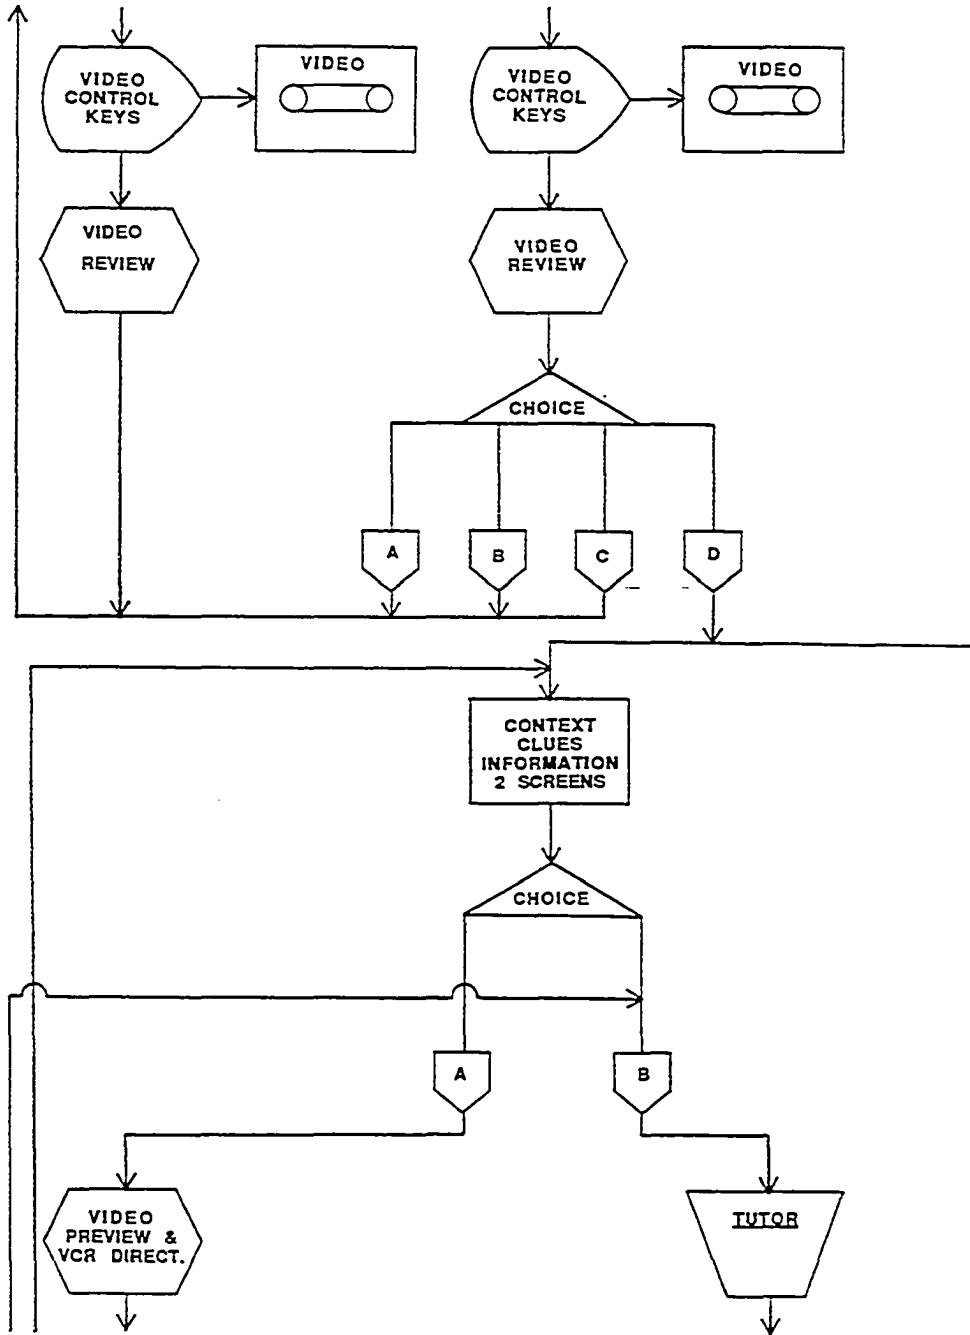 VIDEO
CONTROL
KEYS
VIDEO
VIDEO
CONTROL
KEYS
VIDEO
VIDEO
REVIEW
VIDEO
REVIEW
CHOICE
A
B
C
D
CONTEXT
CLUES
INFORMATION
2 SCREENS
CHOICE
A
B
VIDEO
PREVIEW &
VCR DIRECT.
TUTOR